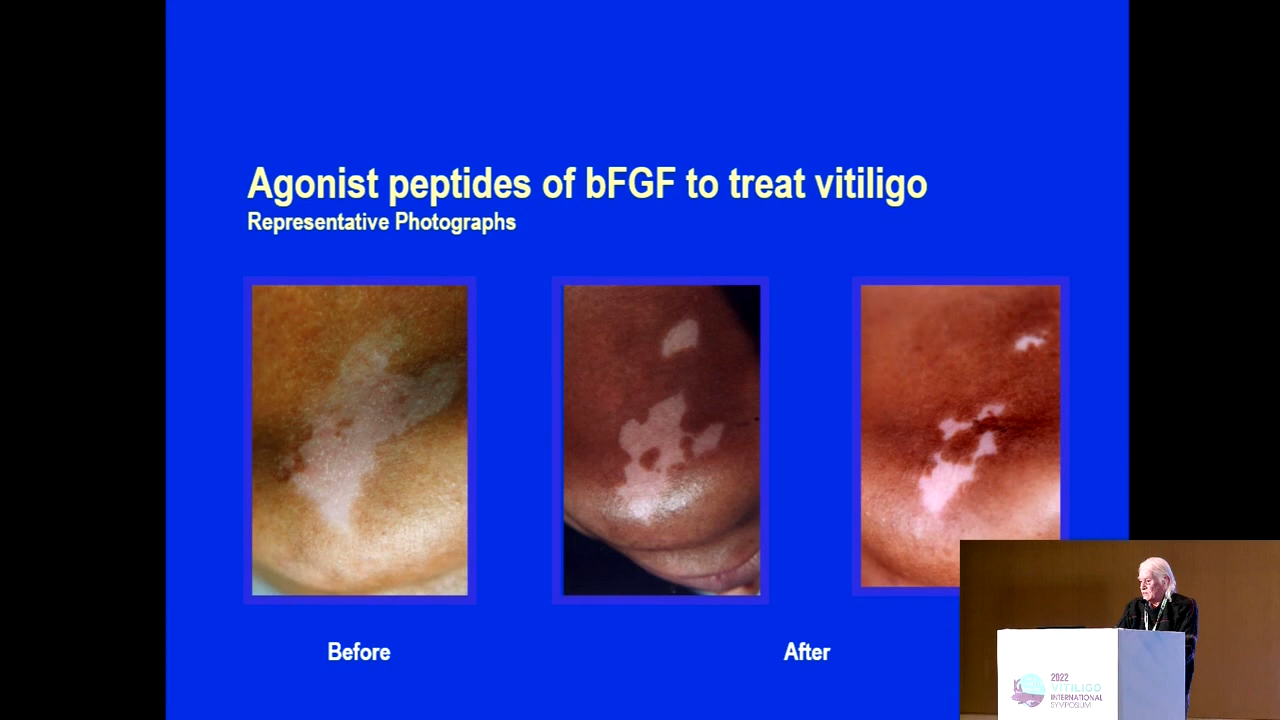 Agonist peptides of bFGF to treat vitiligo
Representative Photographs
Before
After
2022
VITILIGO
INTERNATIONAL
SYMPOSIUM